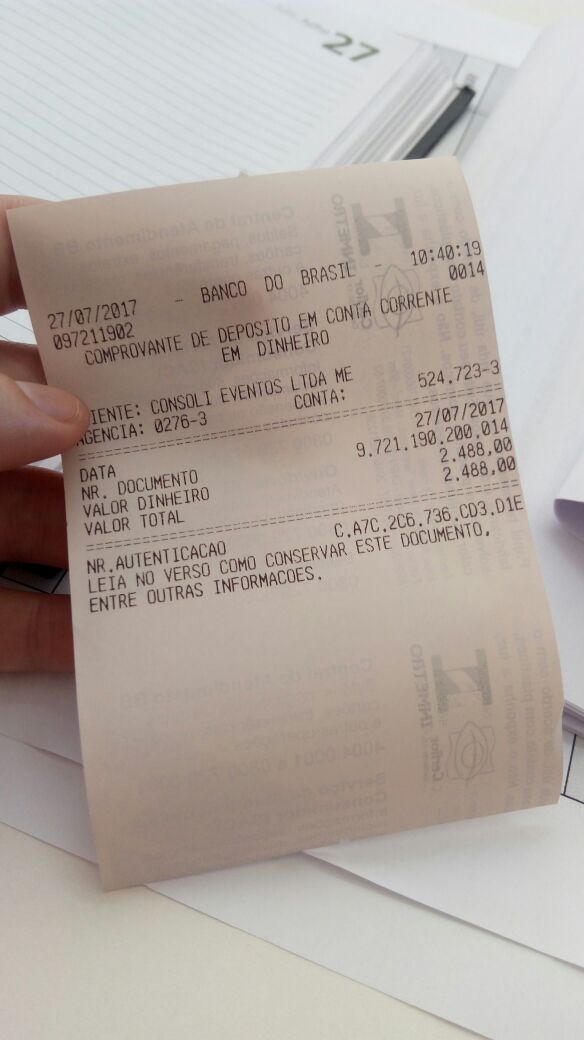 27
27/07/2017 - BANCO DO BRASIL - 10:40:19
097211902 0014
COMPROVANTE DE DEPOSITO EM CONTA CORRENTE
EM DINHEIRO
IENTE: CONSOLI EVENTOS LTDA ME
AGENCIA: 0276-3 CONTA: 524.723-3
DATA 27/07/2017
NR. DOCUMENTO 9.721.190.200.014
VALOR DINHEIRO 2.488,00
VALOR TOTAL 2.488,00
NR.AUTENTICACAO C.A7C.2C6.736.CD3.D1E
LEIA NO VERSO COMO CONSERVAR ESTE DOCUMENTO,
ENTRE OUTRAS INFORMACOES.